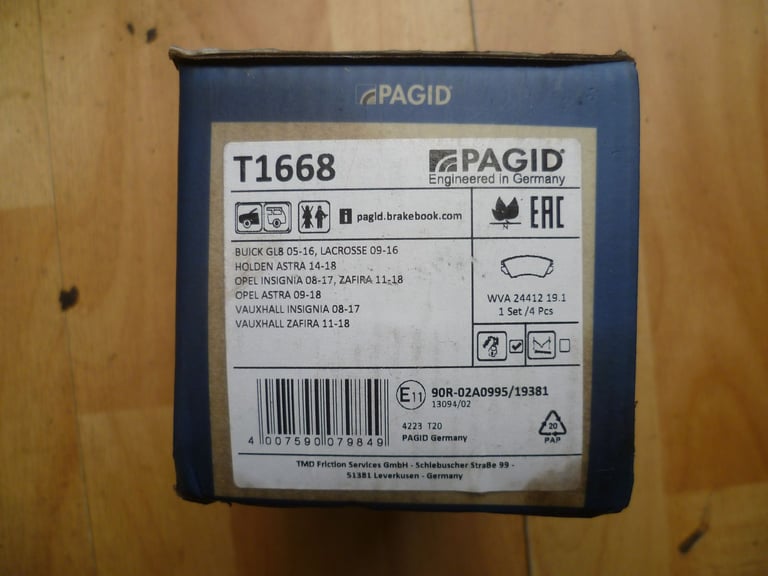 PAGID
T1668
PAGID
Engineered in Germany
i pagid.brakebook.com
EAC
N
BUICK GL8 05-16, LACROSSE 09-16
HOLDEN ASTRA 14-18
OPEL INSIGNIA 08-17, ZAFIRA 11-18
OPEL ASTRA 09-18
VAUXHALL INSIGNIA 08-17
VAUXHALL ZAFIRA 11-18
WVA 24412 19.1
1 Set /4 Pcs
E11 90R-02A0995/19381
13094/02
4223 T20
PAGID Germany
4 007590 079849
20
PAP
TMD Friction Services GmbH - Schlebuscher Straße 99 -
51381 Leverkusen - Germany